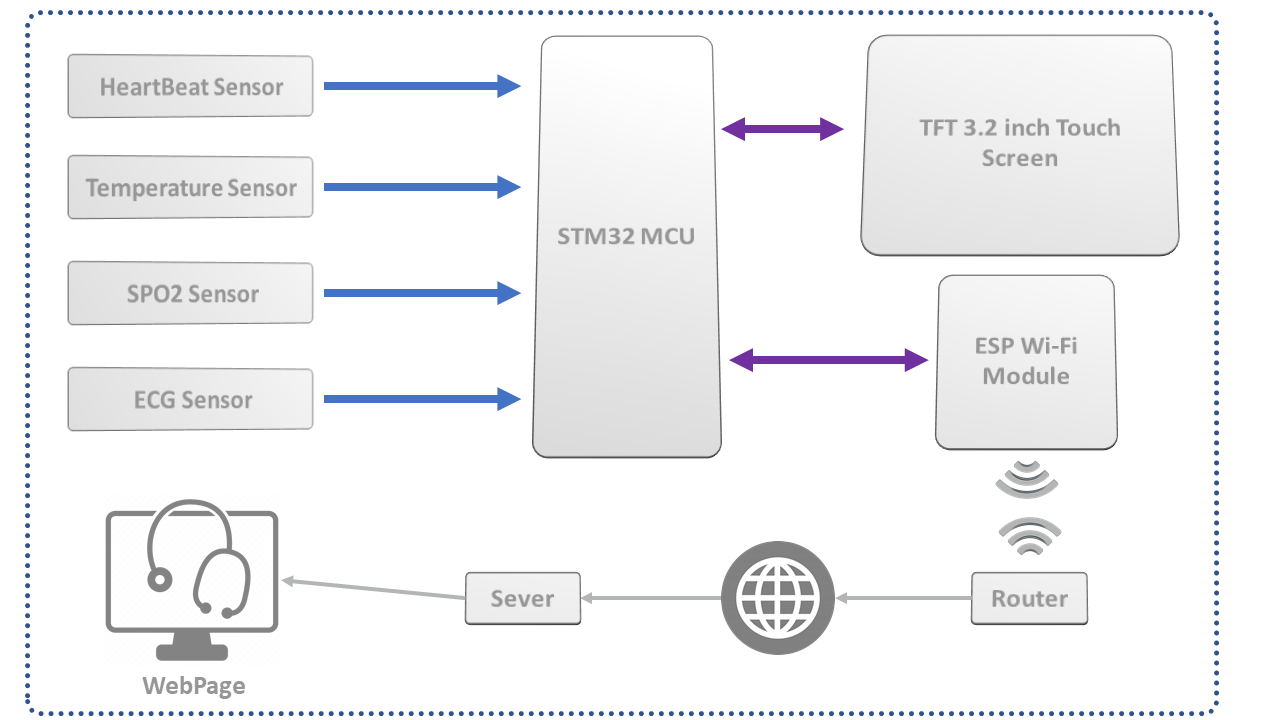 HeartBeat Sensor
Temperature Sensor
SPO2 Sensor
ECG Sensor
STM32 MCU
TFT 3.2 inch Touch
Screen
ESP Wi-Fi
Module
Router
Sever
WebPage